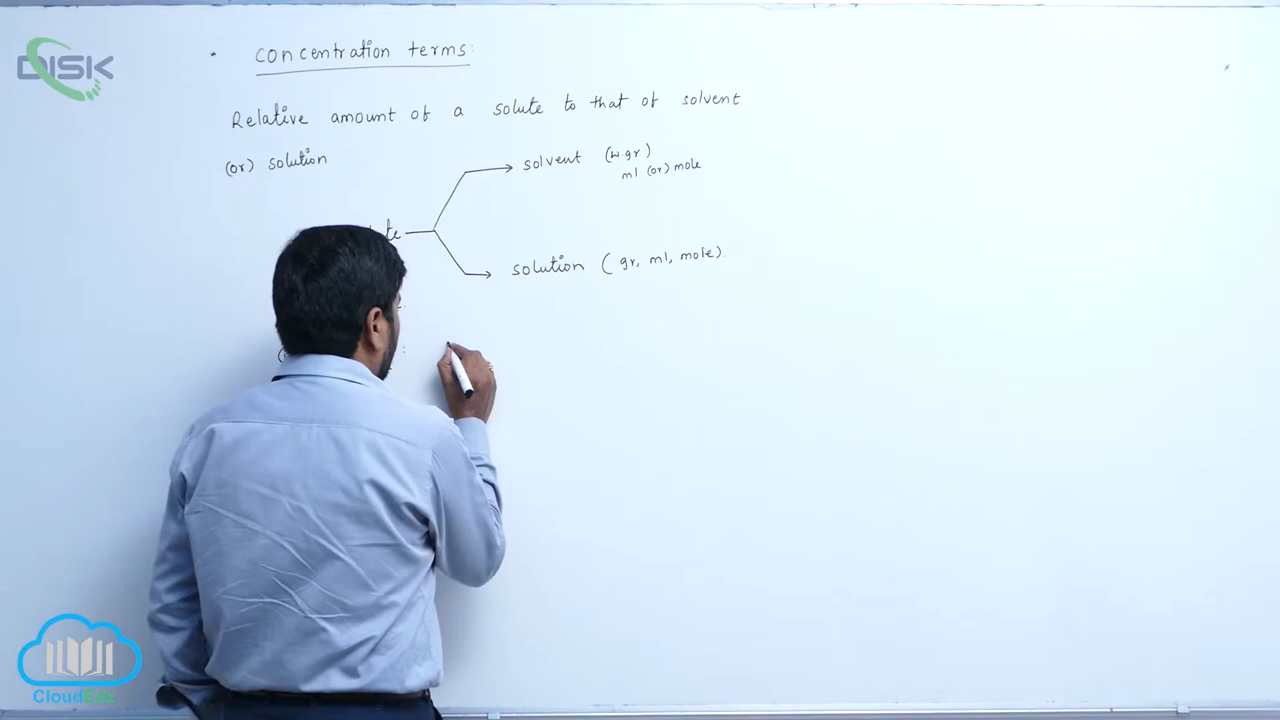 DISK
* Concentration terms:
Relative amount of a solute to that of solvent
(or) solution
solvent (w gr)
ml (or) mole
solution (gr, ml, mole).
CloudEdz